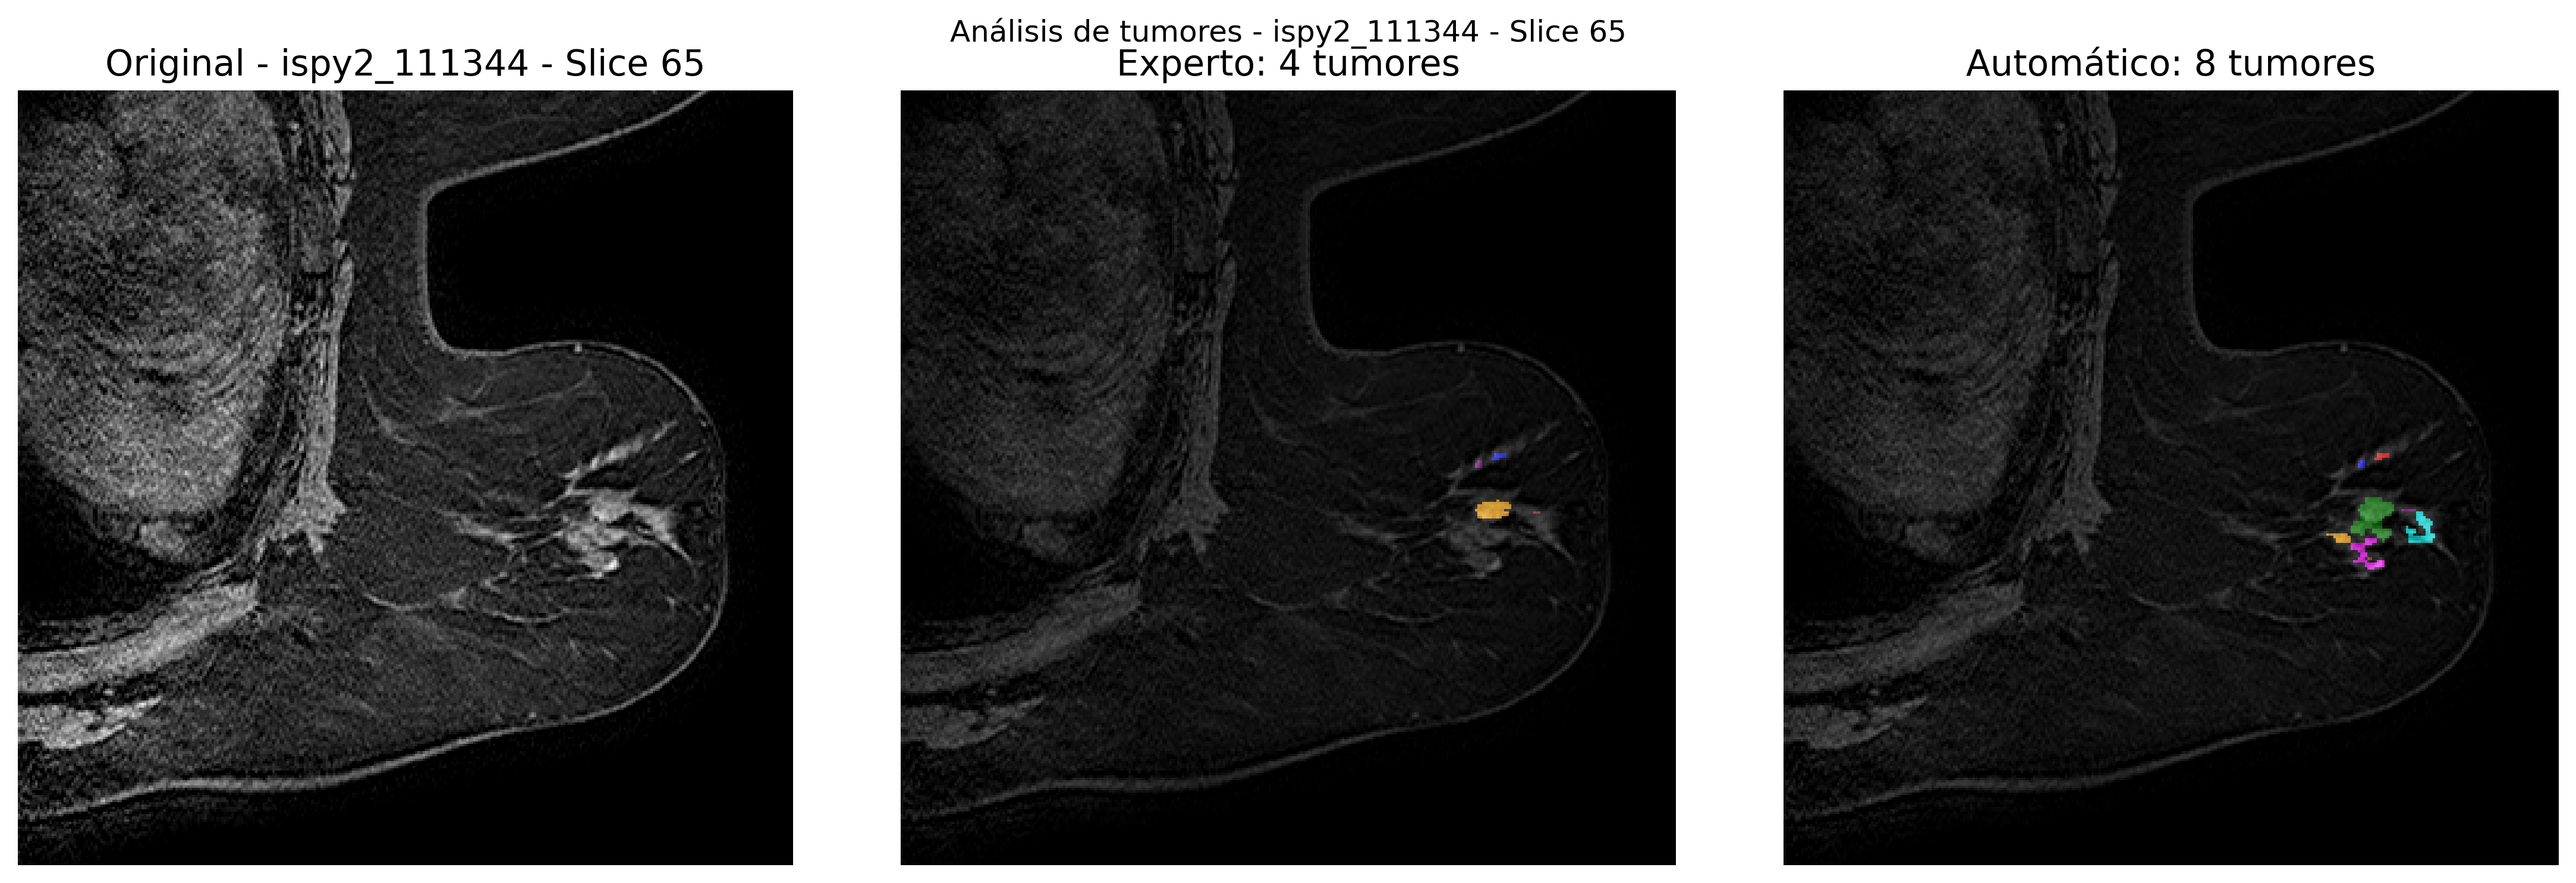 Análisis de tumores - ispy2_111344 - Slice 65
Original - ispy2_111344 - Slice 65
Experto: 4 tumores
Automático: 8 tumores